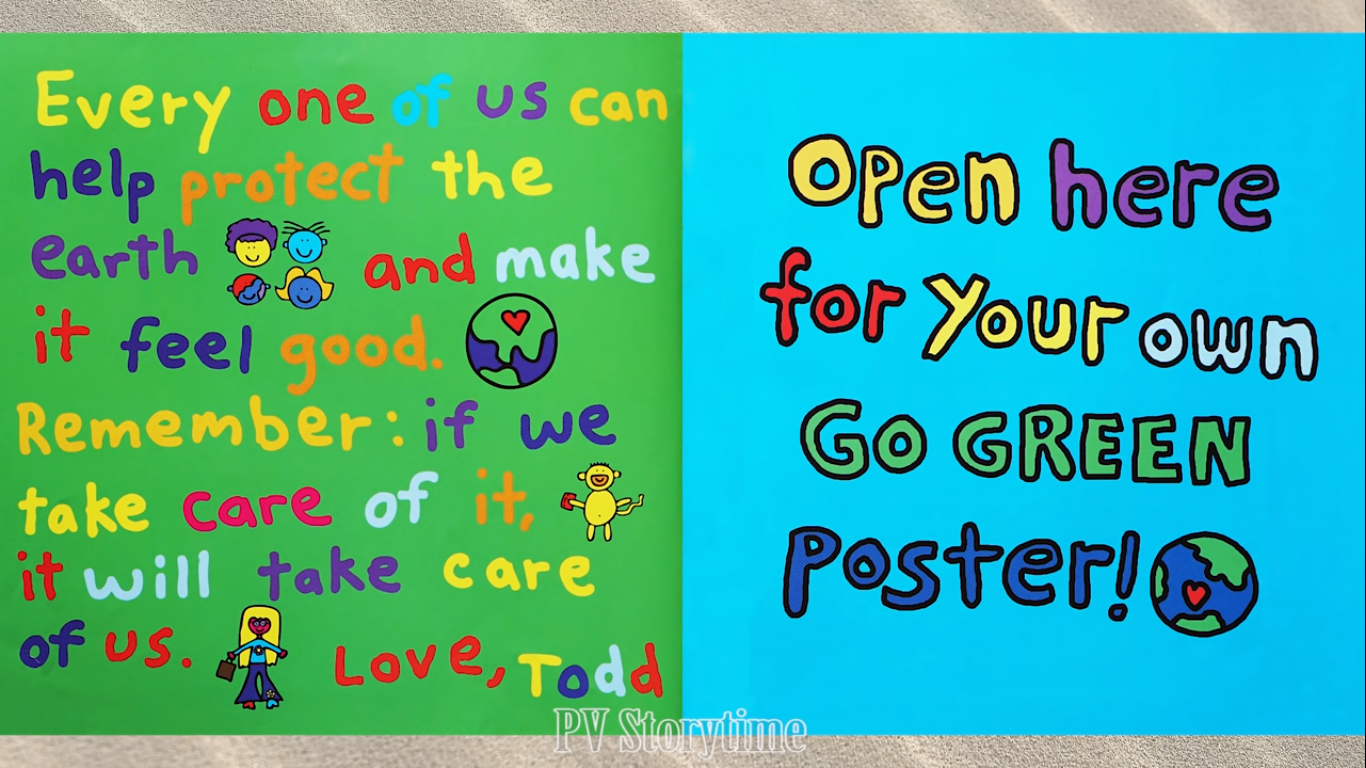 Every one of us can
help protect the
earth and make
it feel good.
Remember: if we
take care of it,
it will take care
of us. Love, Todd
Open here
for your own
GO GREEN
Poster!
PV Storytime